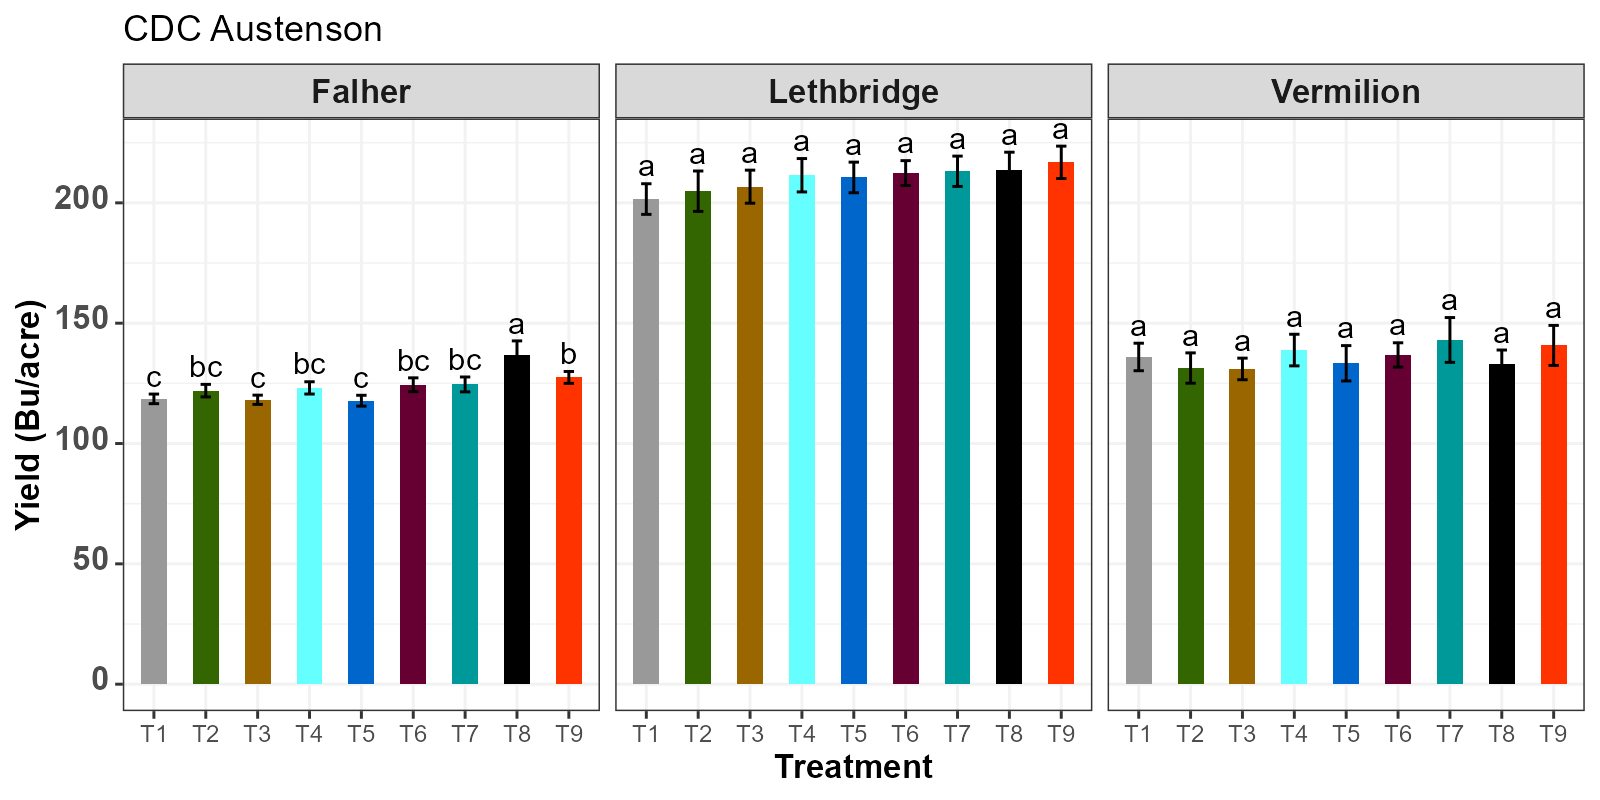 CDC Austenson
Falher
Lethbridge
Vermilion
Yield (Bu/acre)
200
150
100
50
0
c bc c bc c bc bc a b
a a a a a a a a a
a a a a a a a a a
T1 T2 T3 T4 T5 T6 T7 T8 T9
T1 T2 T3 T4 T5 T6 T7 T8 T9
T1 T2 T3 T4 T5 T6 T7 T8 T9
Treatment